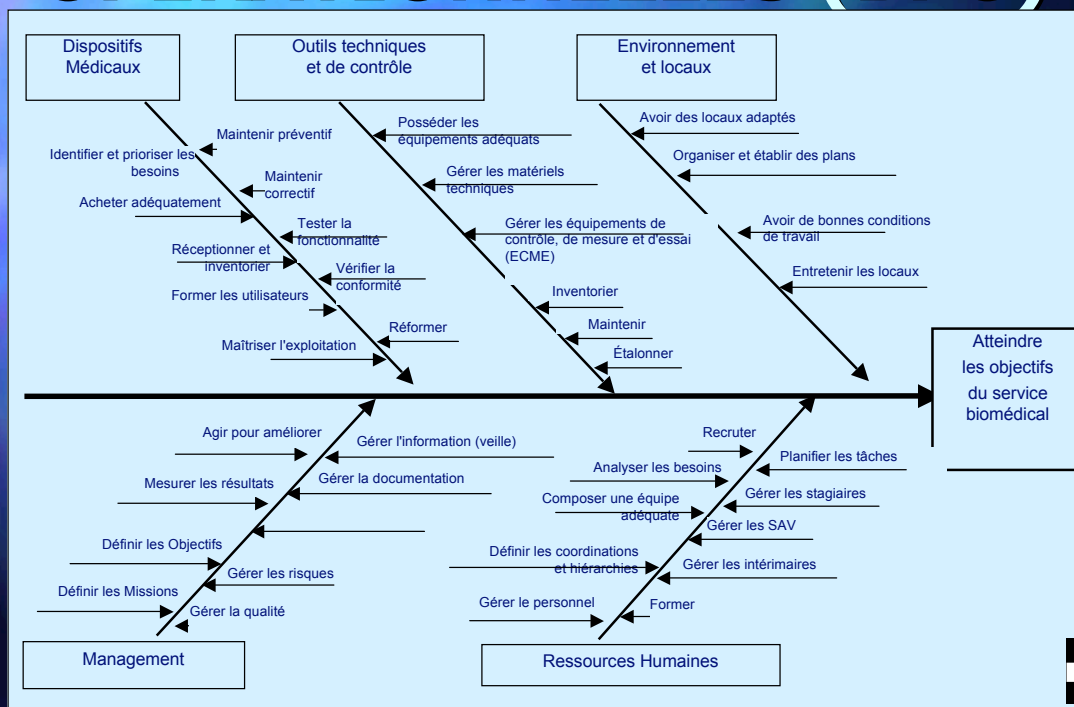 Dispositifs
Médicaux
Outils techniques
et de contrôle
Environnement
et locaux
Maintenir préventif
Identifier et prioriser les
besoins
Maintenir
correctif
Acheter adéquatement
Tester la
fonctionnalité
Réceptionner et
inventorier
Vérifier la
conformité
Former les utilisateurs
Réformer
Maîtriser l'exploitation
Posséder les
équipements adéquats
Gérer les matériels
techniques
Gérer les équipements de
contrôle, de mesure et d'essai
(ECME)
Inventorier
Maintenir
Étalonner
Avoir des locaux adaptés
Organiser et établir des plans
Avoir de bonnes conditions
de travail
Entretenir les locaux
Atteindre
les objectifs
du service
biomédical
Agir pour améliorer
Gérer l'information (veille)
Mesurer les résultats
Gérer la documentation
Définir les Objectifs
Gérer les risques
Définir les Missions
Gérer la qualité
Management
Recruter
Planifier les tâches
Analyser les besoins
Gérer les stagiaires
Composer une équipe
adéquate
Gérer les SAV
Définir les coordinations
et hiérarchies
Gérer les intérimaires
Gérer le personnel
Former
Ressources Humaines